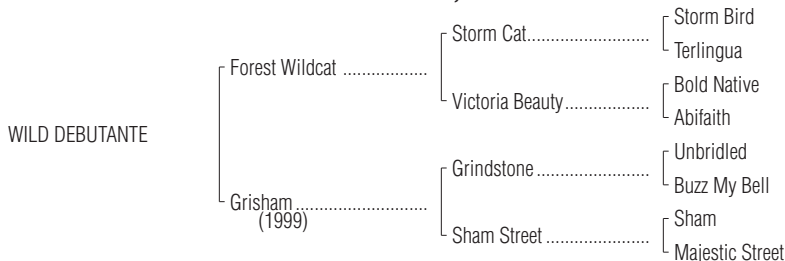 Storm Bird
Storm Cat..............................
Terlingua
Forest Wildcat ..................
Bold Native
Victoria Beauty.....................
Abifaith
WILD DEBUTANTE
Unbridled
Grindstone ............................
Buzz My Bell
Grisham............................
(1999)
Sham
Sham Street ..........................
Majestic Street